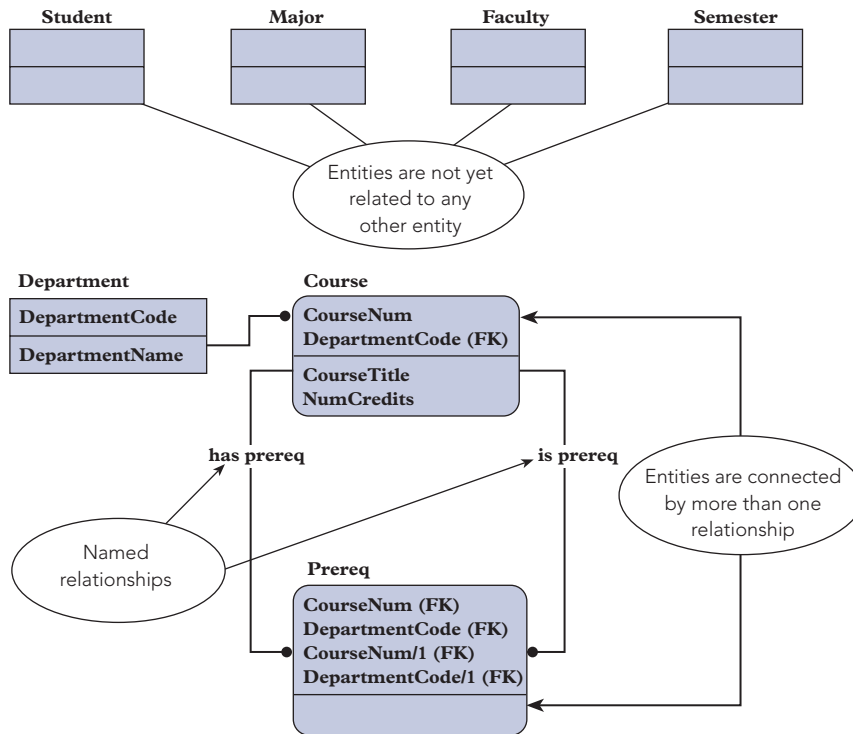 Student
Major
Faculty
Semester
Entities are not yet
related to any
other entity
Department
DepartmentCode
DepartmentName
Course
CourseNum
DepartmentCode (FK)
CourseTitle
NumCredits
has prereq
is prereq
Entities are connected
by more than one
relationship
Named
relationships
Prereq
CourseNum (FK)
DepartmentCode (FK)
CourseNum/1 (FK)
DepartmentCode/1 (FK)